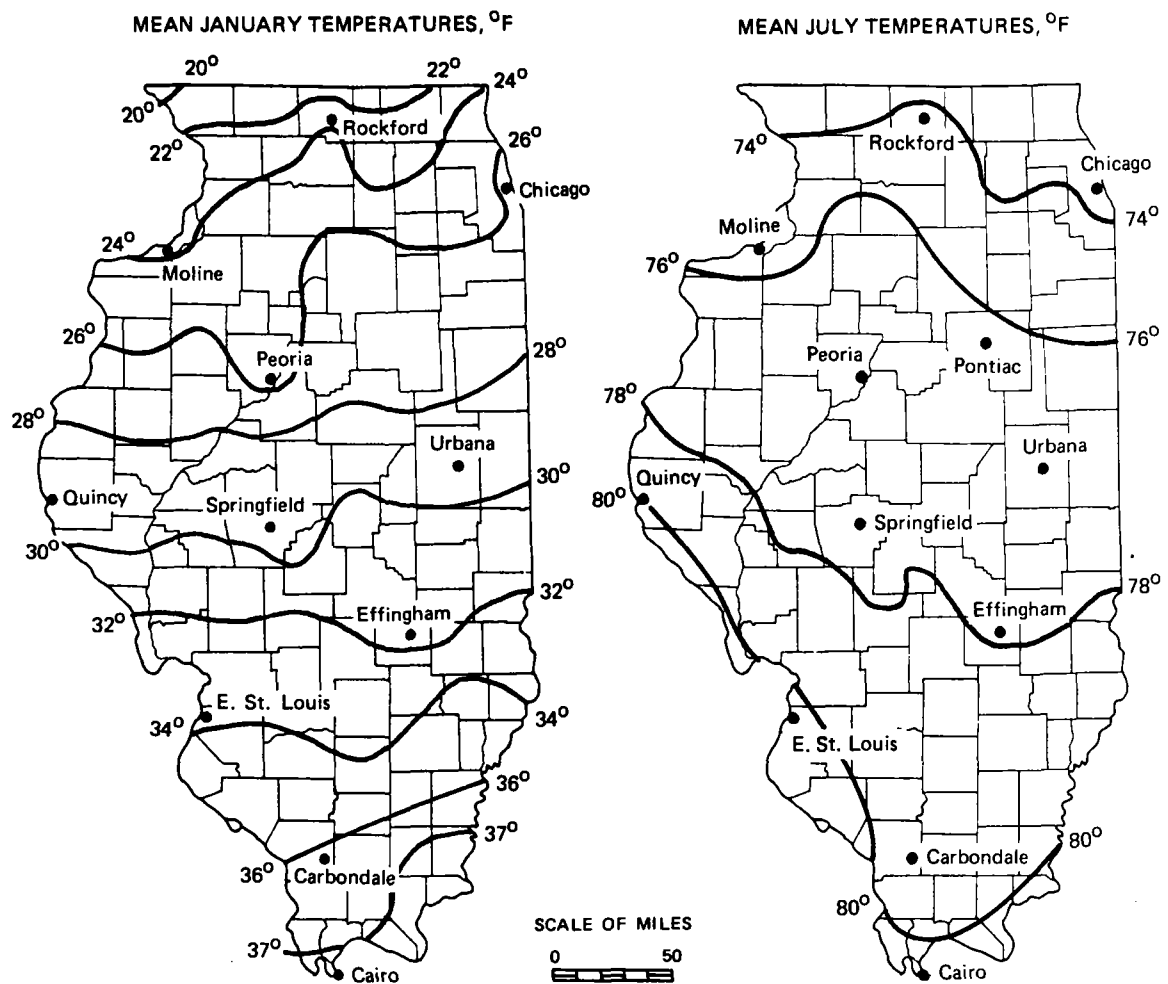 MEAN JANUARY TEMPERATURES, °F
20°
22°
24°
20°
Rockford
26°
22°
Chicago
24°
Moline
26°
Peoria
28°
28°
Urbana
30°
Quincy
Springfield
30°
32°
Effingham
32°
E. St. Louis
34°
34°
36°
37°
36°
Carbondale
37°
Cairo
SCALE OF MILES
0 50
MEAN JULY TEMPERATURES, °F
74°
Rockford
Chicago
74°
Moline
76°
76°
Peoria
Pontiac
78°
Urbana
Quincy
80°
Springfield
78°
Effingham
E. St. Louis
80°
Carbondale
80°
Cairo